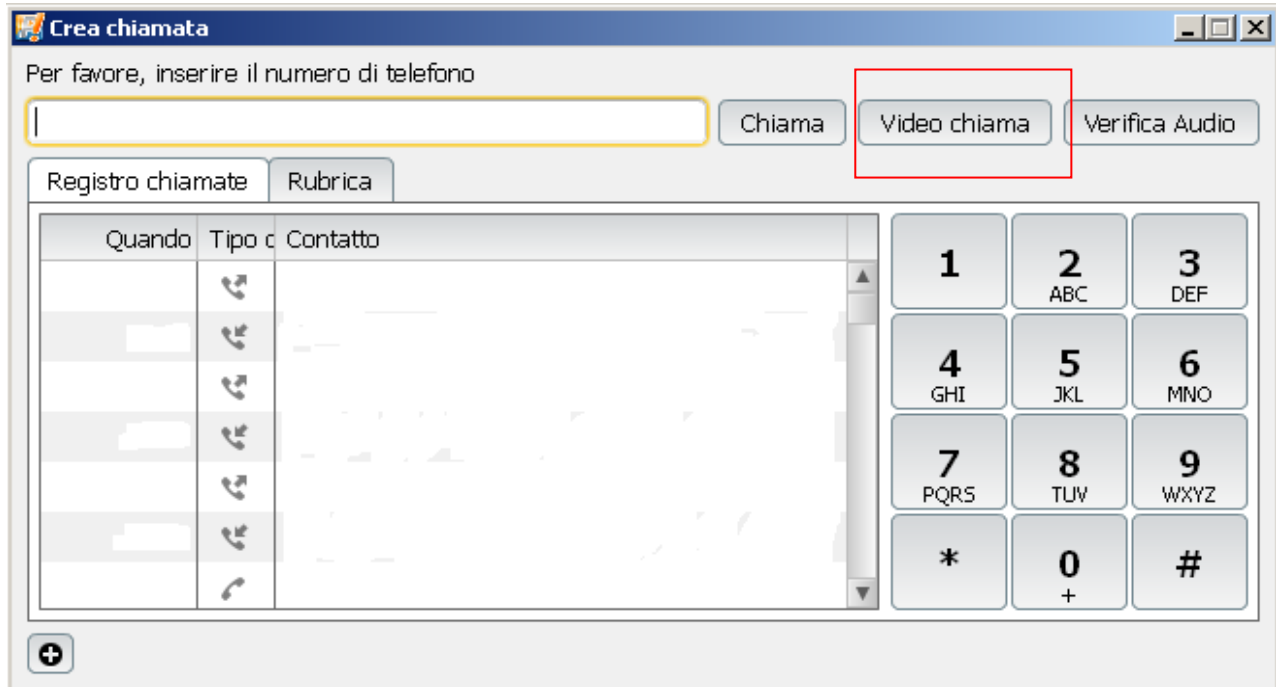 Crea chiamata
Per favore, inserire il numero di telefono
Chiama Video chiama Verifica Audio
Registro chiamate Rubrica
Quando Tipo c Contatto
1 2 3
ABC DEF
4 5 6
GHI JKL MNO
7 8 9
PQRS TUV WXYZ
* 0 #
+